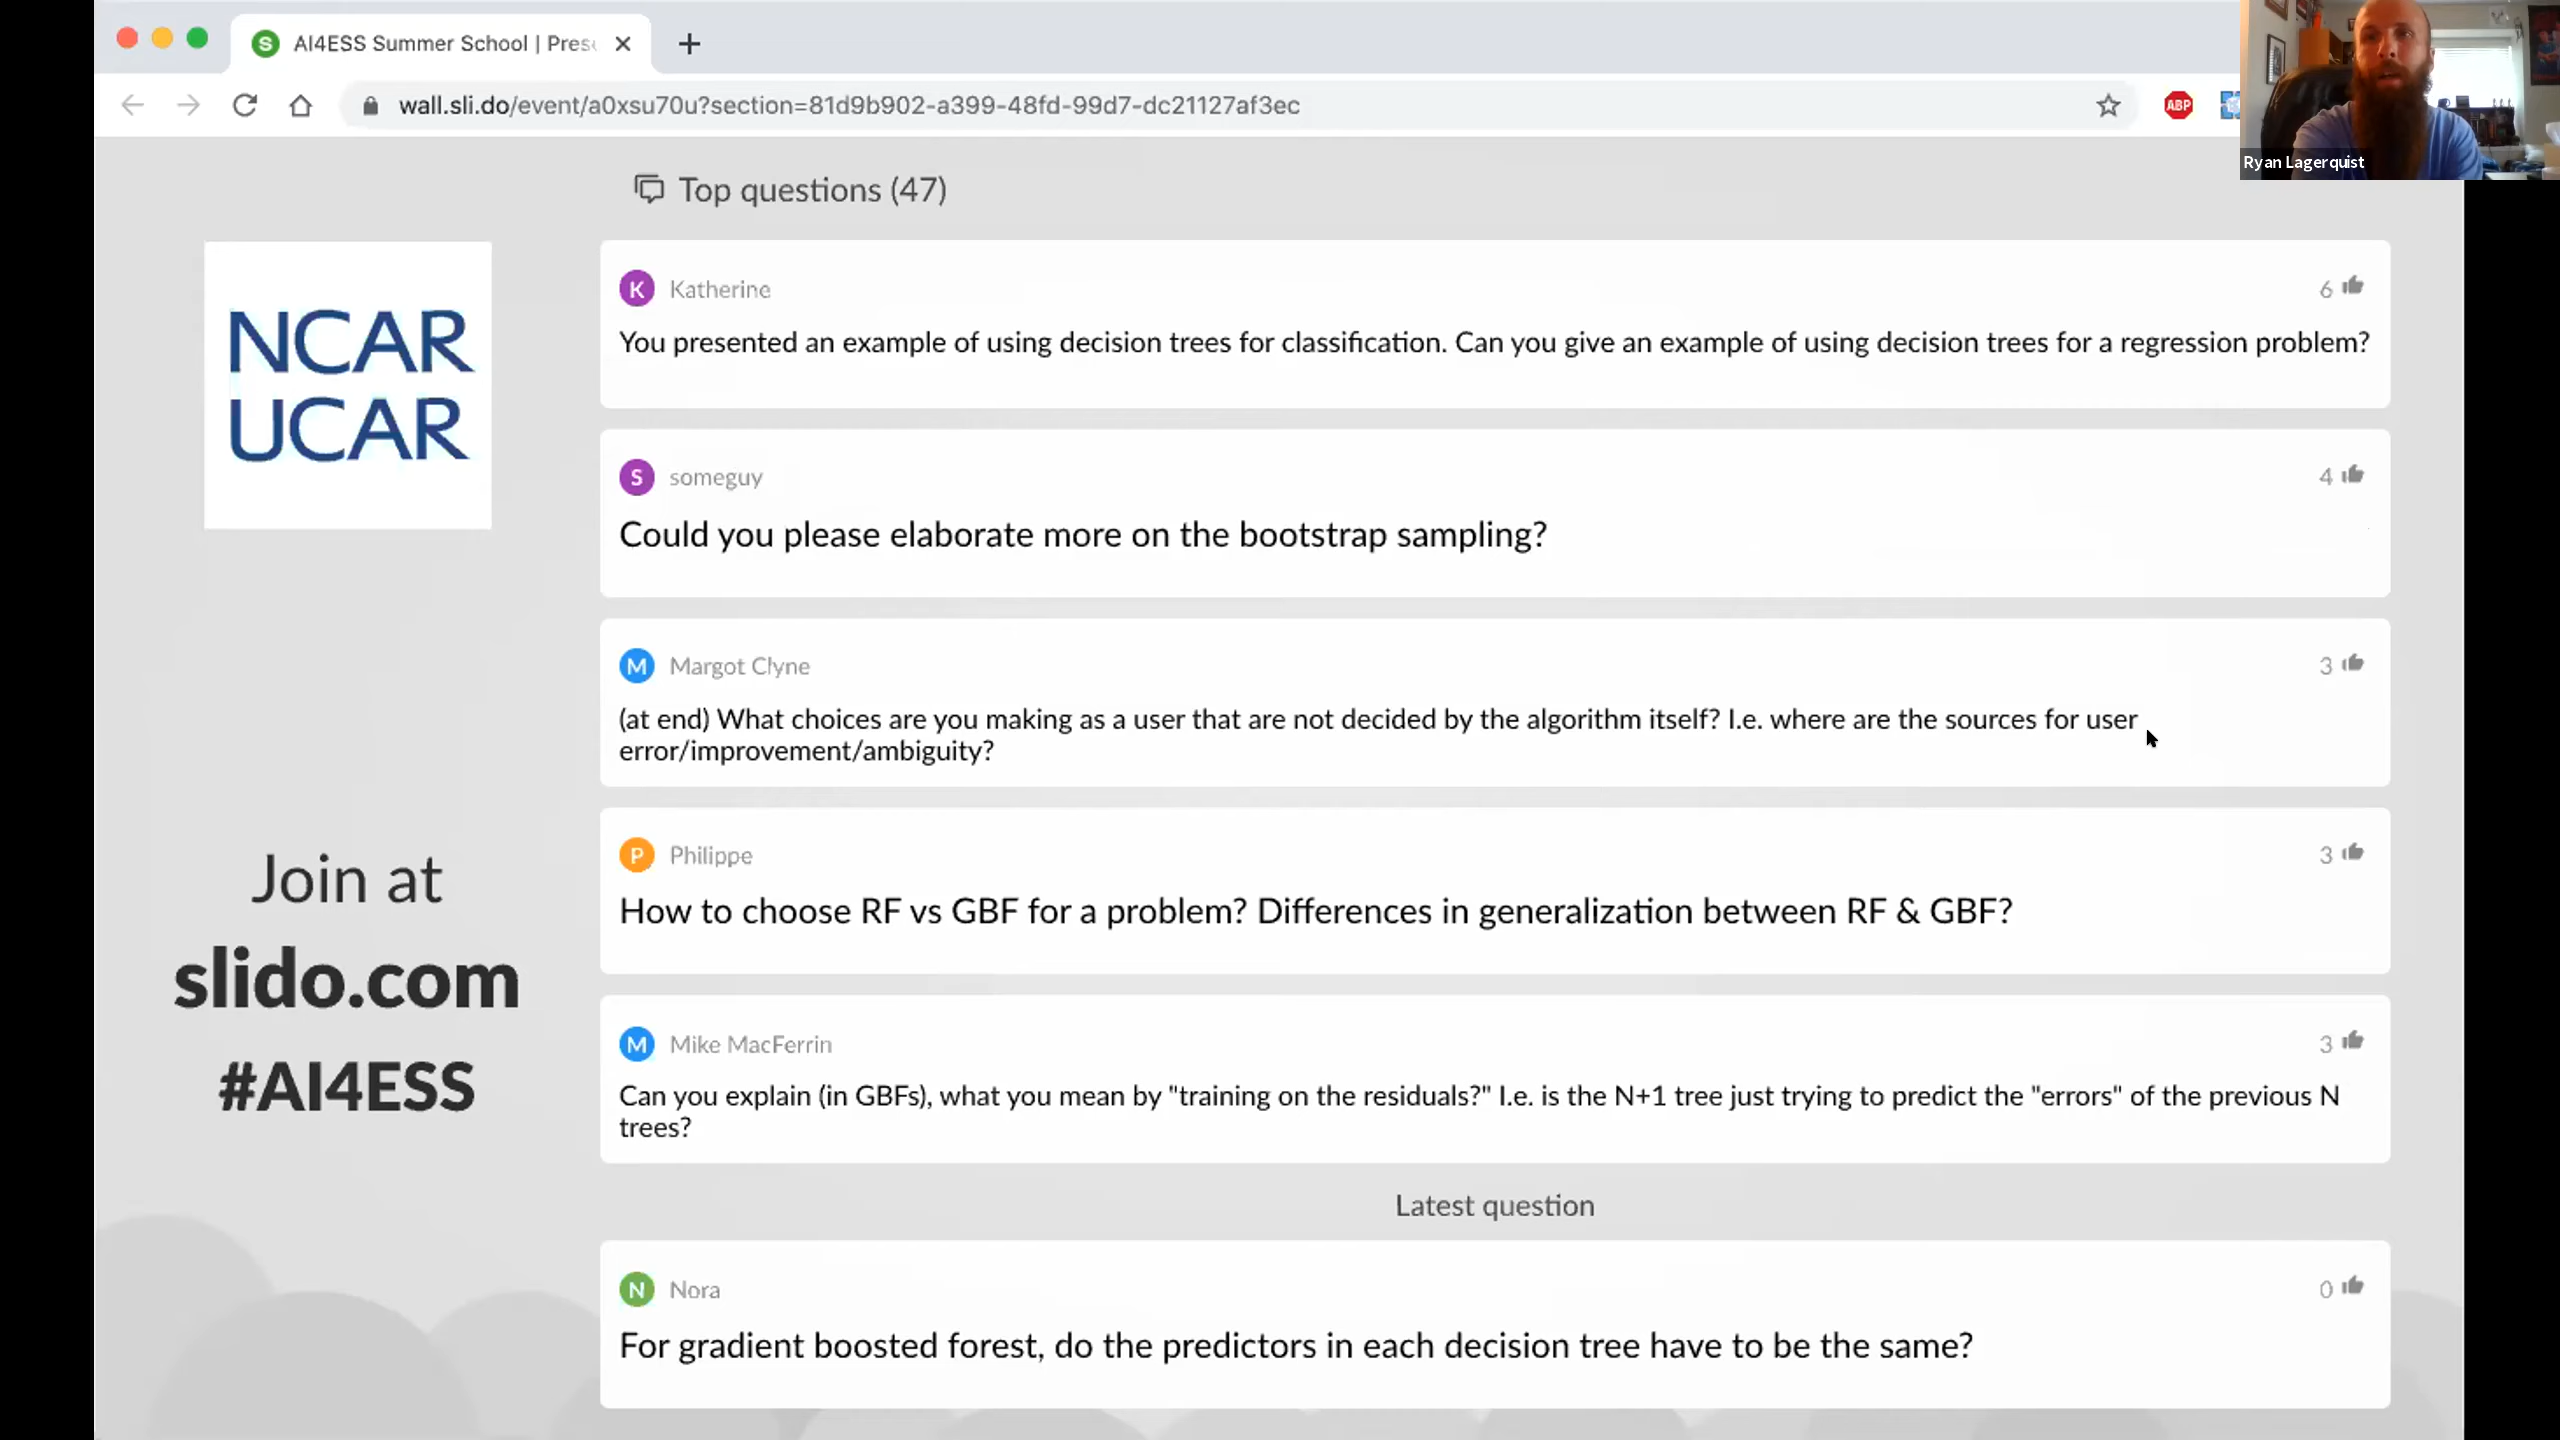 AI4ESS Summer School | Prese
wall.sli.do/event/a0xsu70u?section=81d9b902-a399-48fd-99d7-dc21127af3ec
ABP
Ryan Lagerquist
Top questions (47)
NCAR
UCAR
Join at
slido.com
#AI4ESS
K Katherine 6
You presented an example of using decision trees for classification. Can you give an example of using decision trees for a regression problem?
S someguy 4
Could you please elaborate more on the bootstrap sampling?
M Margot Clyne 3
(at end) What choices are you making as a user that are not decided by the algorithm itself? I.e. where are the sources for user
error/improvement/ambiguity?
P Philippe 3
How to choose RF vs GBF for a problem? Differences in generalization between RF & GBF?
M Mike MacFerrin 3
Can you explain (in GBFs), what you mean by "training on the residuals?" I.e. is the N+1 tree just trying to predict the "errors" of the previous N
trees?
Latest question
N Nora 0
For gradient boosted forest, do the predictors in each decision tree have to be the same?